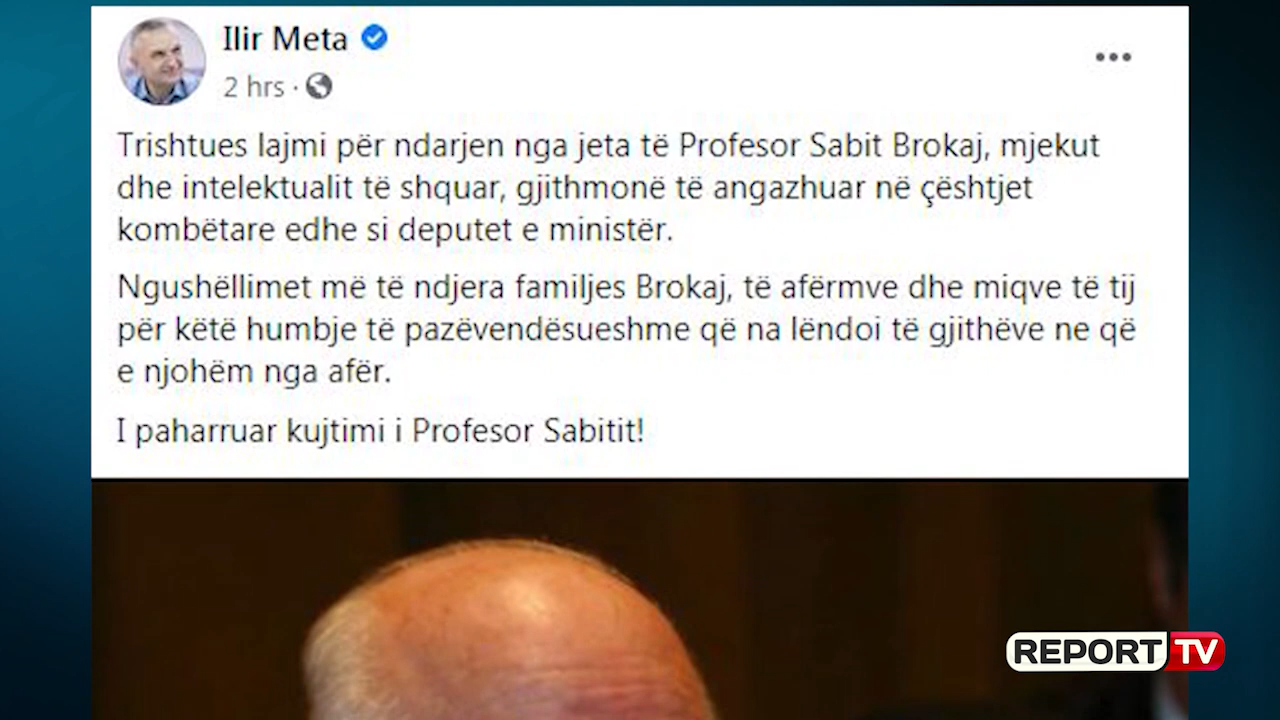 Ilir Meta
2 hrs ·
Trishtues lajmi për ndarjen nga jeta të Profesor Sabit Brokaj, mjekut
dhe intelektualit të shquar, gjithmonë të angazhuar në çështjet
kombëtare edhe si deputet e ministër.
Ngushëllimet më të ndjera familjes Brokaj, të afërmve dhe miqve të tij
për këtë humbje të pazëvendësueshme që na lëndoi të gjithëve ne që
e njohëm nga afër.
I paharruar kujtimi i Profesor Sabitit!
REPORT TV